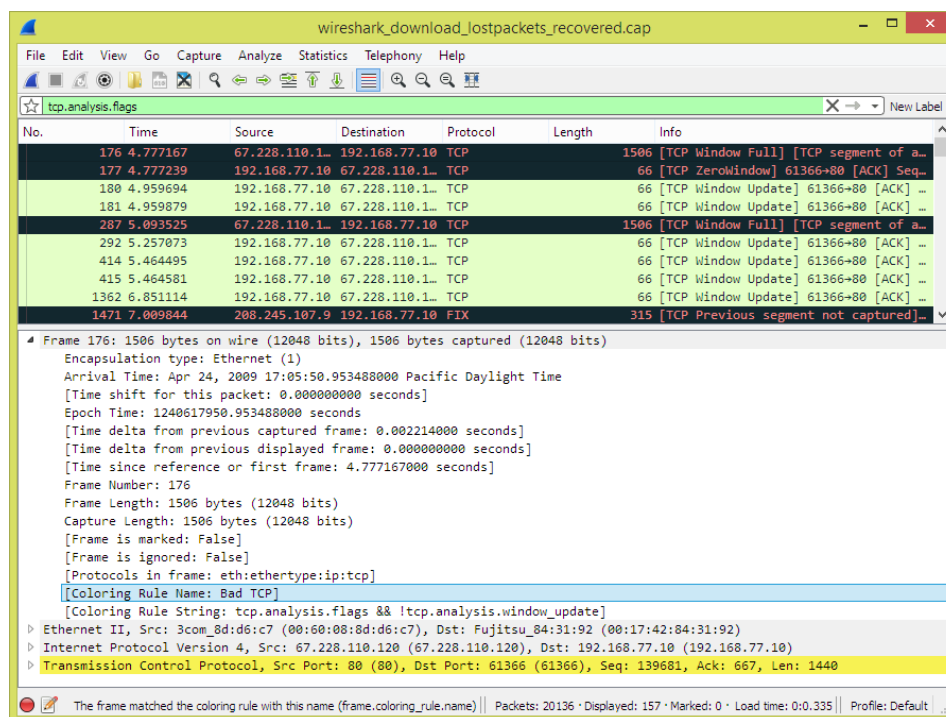 wireshark_download_lostpackets_recovered.cap
File Edit View Go Capture Analyze Statistics Telephony Help
tcp.analysis.flags New Label
No. Time Source Destination Protocol Length Info
176 4.777167 67.228.110.1… 192.168.77.10 TCP 1506 [TCP Window Full] [TCP segment of a…
177 4.777239 192.168.77.10 67.228.110.1… TCP 66 [TCP ZeroWindow] 61366→80 [ACK] Seq…
180 4.959694 192.168.77.10 67.228.110.1… TCP 66 [TCP Window Update] 61366→80 [ACK] …
181 4.959879 192.168.77.10 67.228.110.1… TCP 66 [TCP Window Update] 61366→80 [ACK] …
287 5.093525 67.228.110.1… 192.168.77.10 TCP 1506 [TCP Window Full] [TCP segment of a…
292 5.257073 192.168.77.10 67.228.110.1… TCP 66 [TCP Window Update] 61366→80 [ACK] …
414 5.464495 192.168.77.10 67.228.110.1… TCP 66 [TCP Window Update] 61366→80 [ACK] …
415 5.464581 192.168.77.10 67.228.110.1… TCP 66 [TCP Window Update] 61366→80 [ACK] …
1362 6.851114 192.168.77.10 67.228.110.1… TCP 66 [TCP Window Update] 61366→80 [ACK] …
1471 7.009844 208.245.107.9 192.168.77.10 FIX 315 [TCP Previous segment not captured]…
Frame 176: 1506 bytes on wire (12048 bits), 1506 bytes captured (12048 bits)
Encapsulation type: Ethernet (1)
Arrival Time: Apr 24, 2009 17:05:50.953488000 Pacific Daylight Time
[Time shift for this packet: 0.000000000 seconds]
Epoch Time: 1240617950.953488000 seconds
[Time delta from previous captured frame: 0.002214000 seconds]
[Time delta from previous displayed frame: 0.000000000 seconds]
[Time since reference or first frame: 4.777167000 seconds]
Frame Number: 176
Frame Length: 1506 bytes (12048 bits)
Capture Length: 1506 bytes (12048 bits)
[Frame is marked: False]
[Frame is ignored: False]
[Protocols in frame: eth:ethertype:ip:tcp]
[Coloring Rule Name: Bad TCP]
[Coloring Rule String: tcp.analysis.flags && !tcp.analysis.window_update]
Ethernet II, Src: 3com_8d:d6:c7 (00:60:08:8d:d6:c7), Dst: Fujitsu_84:31:92 (00:17:42:84:31:92)
Internet Protocol Version 4, Src: 67.228.110.120 (67.228.110.120), Dst: 192.168.77.10 (192.168.77.10)
Transmission Control Protocol, Src Port: 80 (80), Dst Port: 61366 (61366), Seq: 139681, Ack: 667, Len: 1440
The frame matched the coloring rule with this name (frame.coloring_rule.name) Packets: 20136 · Displayed: 157 · Marked: 0 · Load time: 0:0.335 Profile: Default